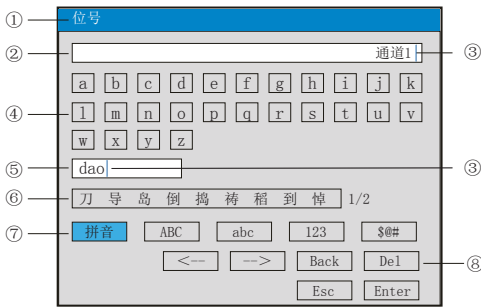 ① 位号
② 通道1 ③
a b c d e f g h i j k
④ l m n o p q r s t u v
w x y z
⑤ dao ③
⑥ 刀 导 岛 倒 捣 祷 稻 到 悼 1/2
⑦ 拼音 ABC abc 123 $@#
<-- --> Back Del ⑧
Esc Enter